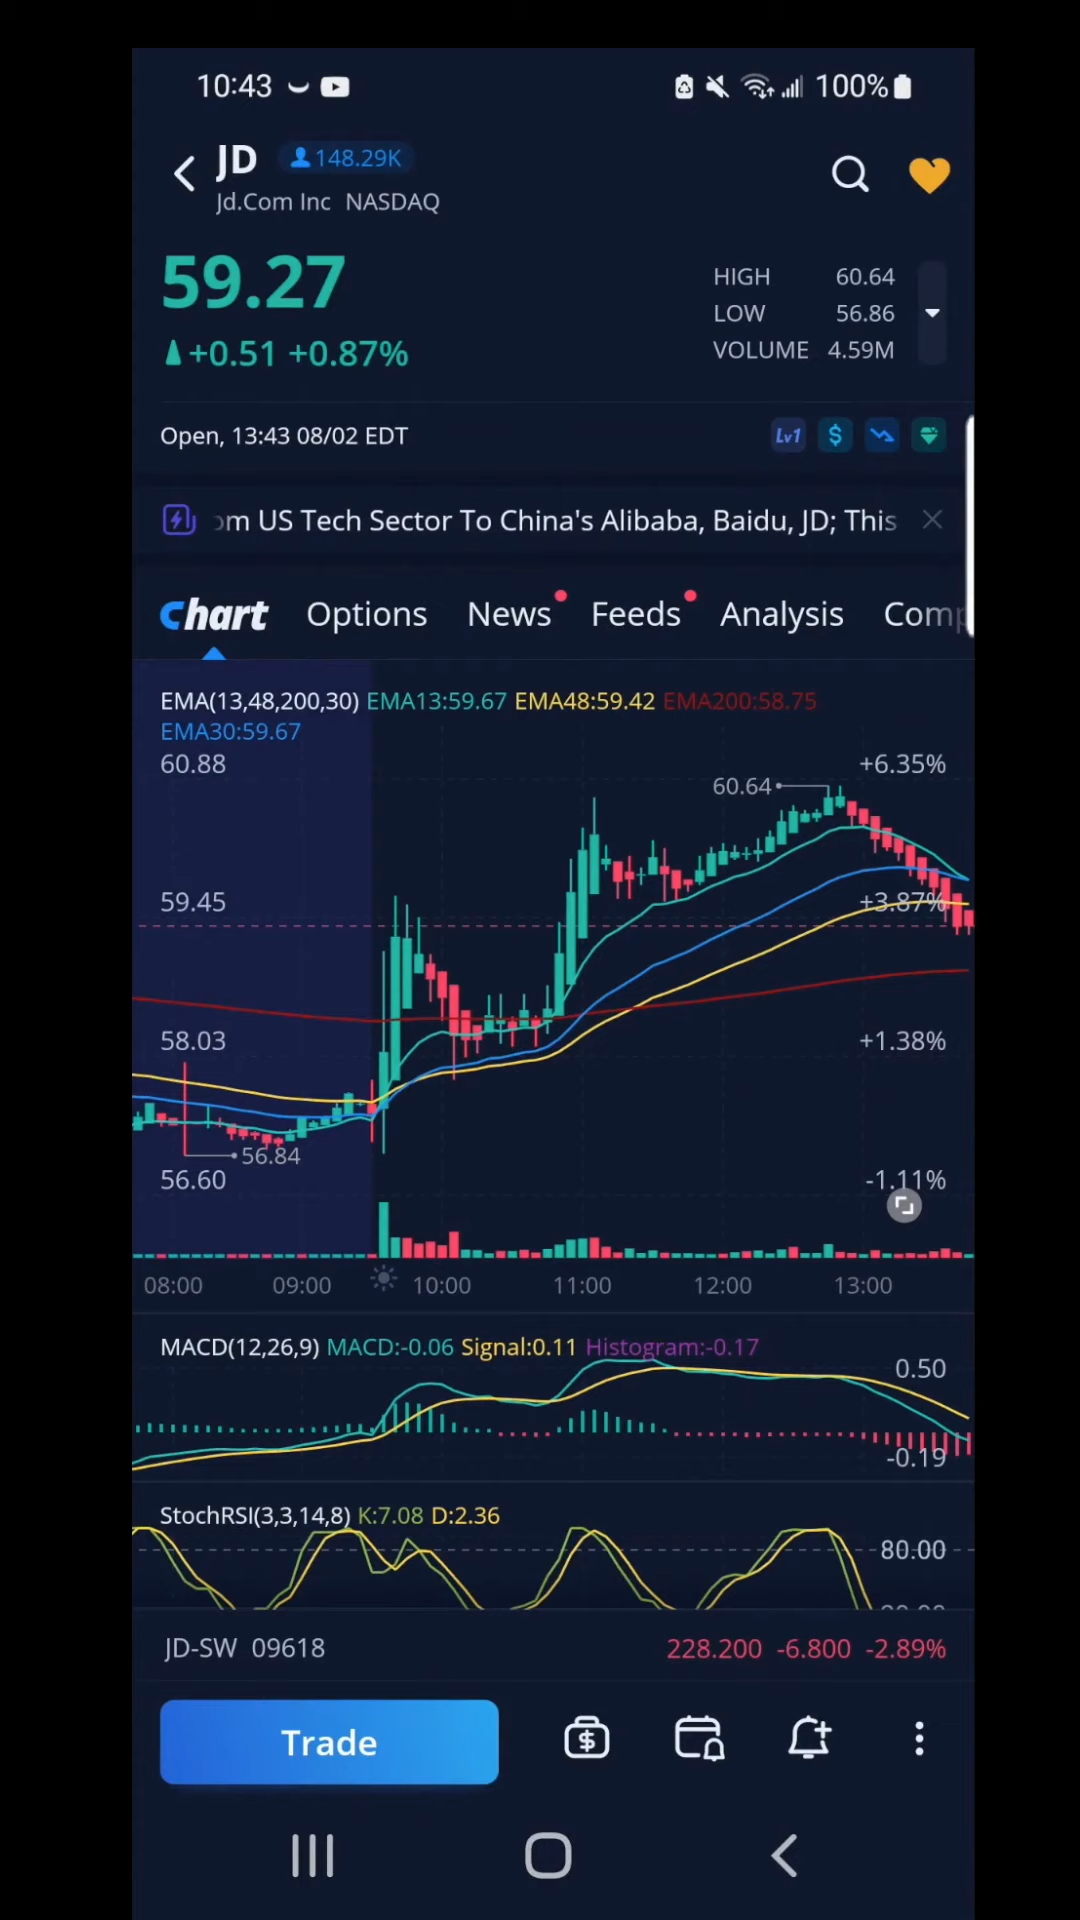 10:43 100%
JD 148.29K
Jd.Com Inc NASDAQ
59.27
+0.51 +0.87%
HIGH 60.64
LOW 56.86
VOLUME 4.59M
Open, 13:43 08/02 EDT
Lv1 $
om US Tech Sector To China's Alibaba, Baidu, JD; This
Chart Options News Feeds Analysis Comp
EMA(13,48,200,30) EMA13:59.67 EMA48:59.42 EMA200:58.75
EMA30:59.67
60.88 +6.35%
60.64
59.45 +3.87%
58.03 +1.38%
56.84
56.60 -1.11%
08:00 09:00 10:00 11:00 12:00 13:00
MACD(12,26,9) MACD:-0.06 Signal:0.11 Histogram:-0.17
0.50
-0.19
StochRSI(3,3,14,8) K:7.08 D:2.36
80.00
JD-SW 09618 228.200 -6.800 -2.89%
Trade $